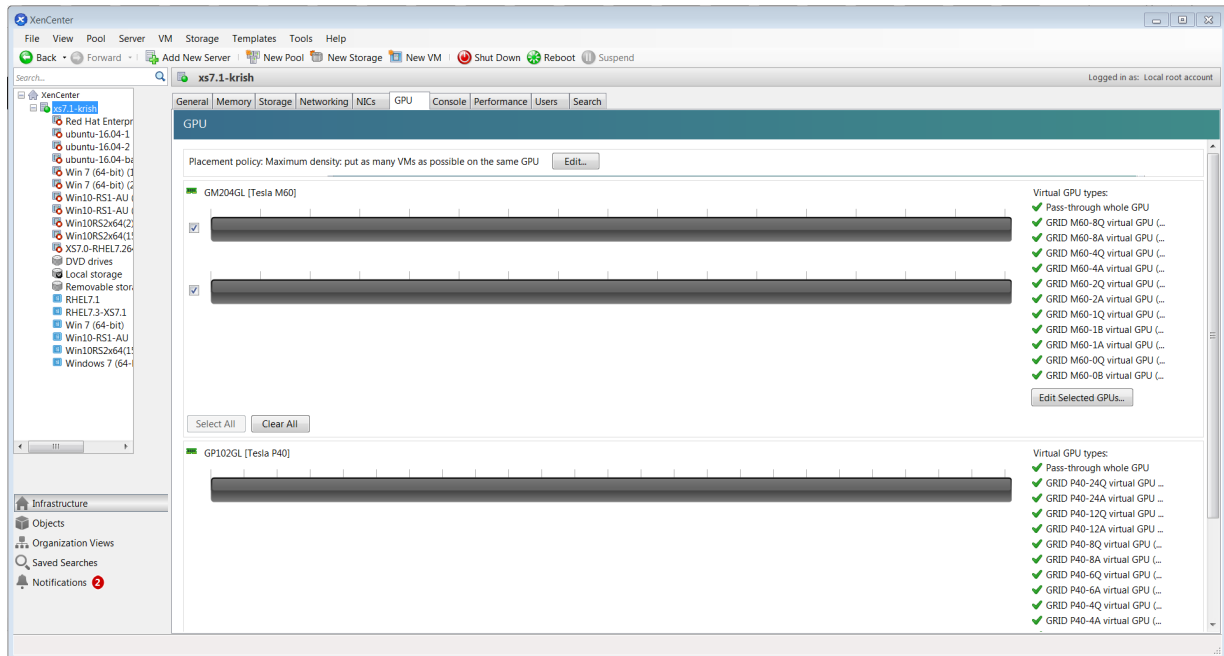 XenCenter
File View Pool Server VM Storage Templates Tools Help
Back Forward Add New Server New Pool New Storage New VM Shut Down Reboot Suspend
Search...
xs7.1-krish
Logged in as: Local root account
XenCenter
xs7.1-krish
Red Hat Enterpr
ubuntu-16.04-1
ubuntu-16.04-2
ubuntu-16.04-ba
Win 7 (64-bit) (1
Win 7 (64-bit) (2
Win10-RS1-AU (
Win10-RS1-AU (
Win10RS2x64(2)
Win10RS2x64(15
XS7.0-RHEL7.264
DVD drives
Local storage
Removable stor
RHEL7.1
RHEL7.3-XS7.1
Win 7 (64-bit)
Win10-RS1-AU
Win10RS2x64(15
Windows 7 (64-
Infrastructure
Objects
Organization Views
Saved Searches
Notifications 2
General Memory Storage Networking NICs GPU Console Performance Users Search
GPU
Placement policy: Maximum density: put as many VMs as possible on the same GPU Edit...
GM204GL [Tesla M60]
Virtual GPU types:
Pass-through whole GPU
GRID M60-8Q virtual GPU (...
GRID M60-8A virtual GPU (...
GRID M60-4Q virtual GPU (...
GRID M60-4A virtual GPU (...
GRID M60-2Q virtual GPU (...
GRID M60-2A virtual GPU (...
GRID M60-1Q virtual GPU (...
GRID M60-1B virtual GPU (...
GRID M60-1A virtual GPU (...
GRID M60-0Q virtual GPU (...
GRID M60-0B virtual GPU (...
Edit Selected GPUs...
Select All Clear All
GP102GL [Tesla P40]
Virtual GPU types:
Pass-through whole GPU
GRID P40-24Q virtual GPU ...
GRID P40-24A virtual GPU ...
GRID P40-12Q virtual GPU ...
GRID P40-12A virtual GPU ...
GRID P40-8Q virtual GPU (...
GRID P40-8A virtual GPU (...
GRID P40-6Q virtual GPU (...
GRID P40-6A virtual GPU (...
GRID P40-4Q virtual GPU (...
GRID P40-4A virtual GPU (...